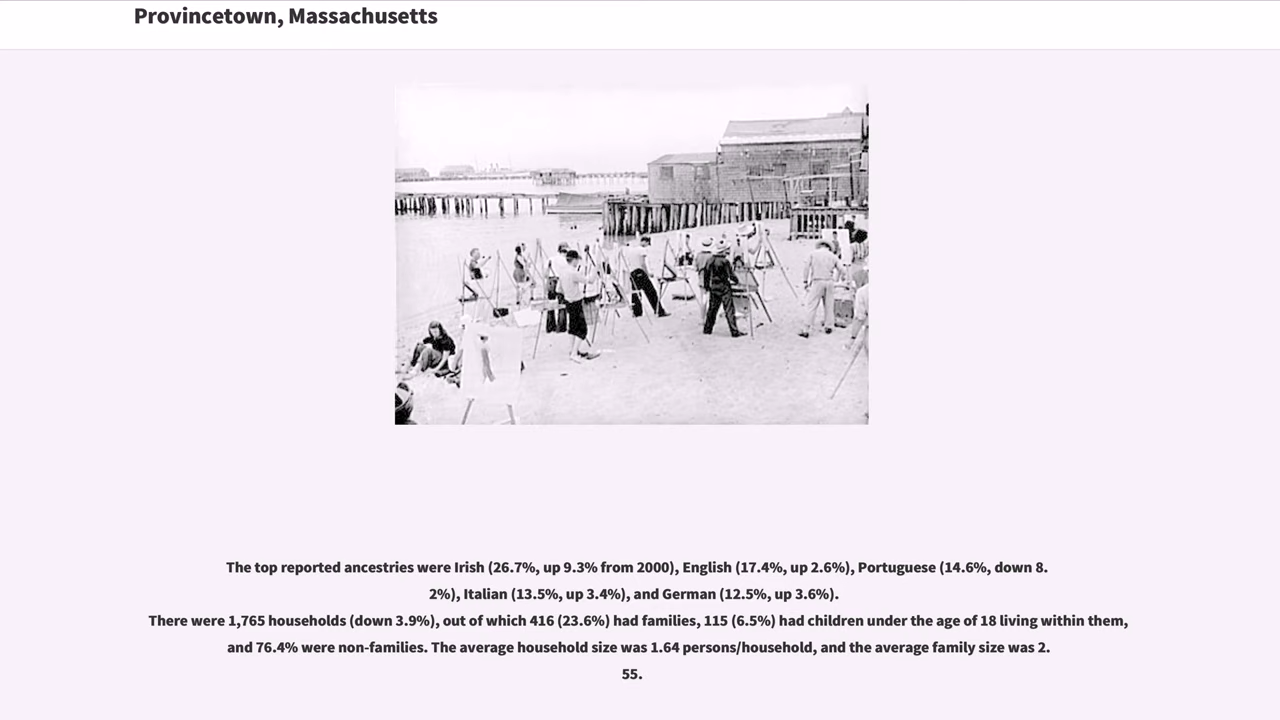 Provincetown, Massachusetts
The top reported ancestries were Irish (26.7%, up 9.3% from 2000), English (17.4%, up 2.6%), Portuguese (14.6%, down 8.
2%), Italian (13.5%, up 3.4%), and German (12.5%, up 3.6%).
There were 1,765 households (down 3.9%), out of which 416 (23.6%) had families, 115 (6.5%) had children under the age of 18 living within them,
and 76.4% were non-families. The average household size was 1.64 persons/household, and the average family size was 2.
55.